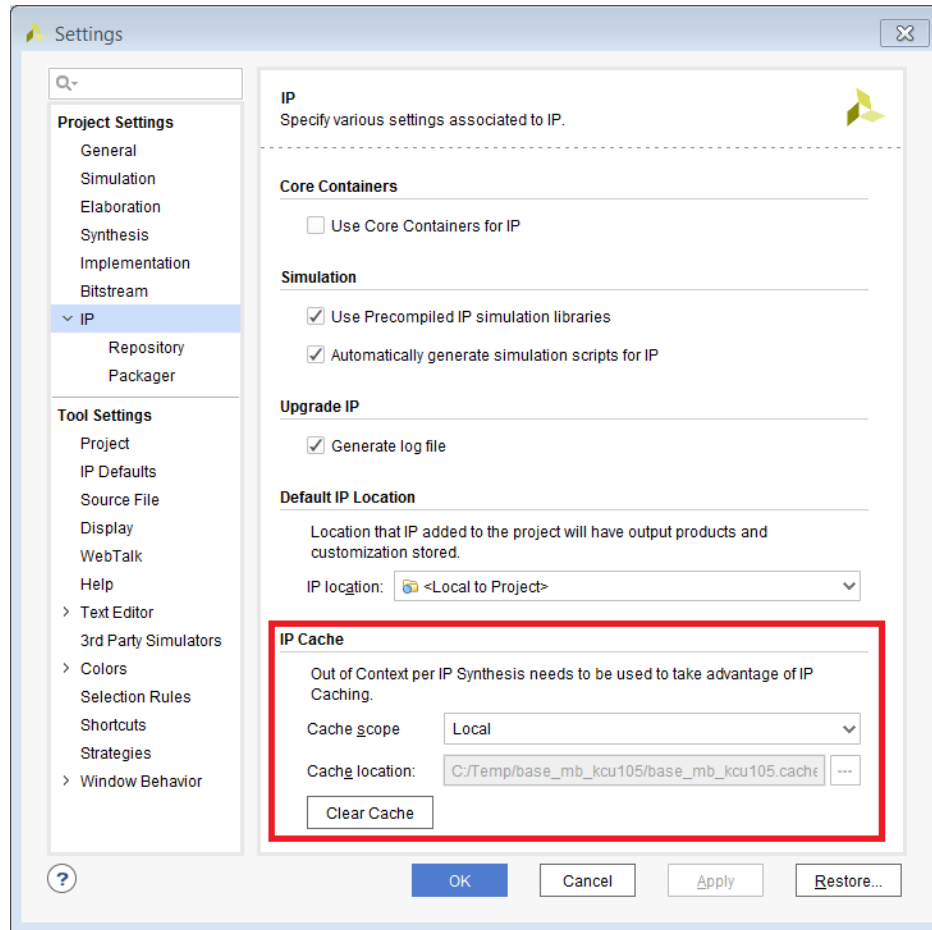 Settings
IP
Specify various settings associated to IP.
Project Settings
General
Simulation
Elaboration
Synthesis
Implementation
Bitstream
IP
Repository
Packager
Tool Settings
Project
IP Defaults
Source File
Display
WebTalk
Help
Text Editor
3rd Party Simulators
Colors
Selection Rules
Shortcuts
Strategies
Window Behavior
Core Containers
Use Core Containers for IP
Simulation
Use Precompiled IP simulation libraries
Automatically generate simulation scripts for IP
Upgrade IP
Generate log file
Default IP Location
Location that IP added to the project will have output products and
customization stored.
IP location: <Local to Project>
IP Cache
Out of Context per IP Synthesis needs to be used to take advantage of IP
Caching.
Cache scope Local
Cache location: C:/Temp/base_mb_kcu105/base_mb_kcu105.cache
Clear Cache
? OK Cancel Apply Restore...